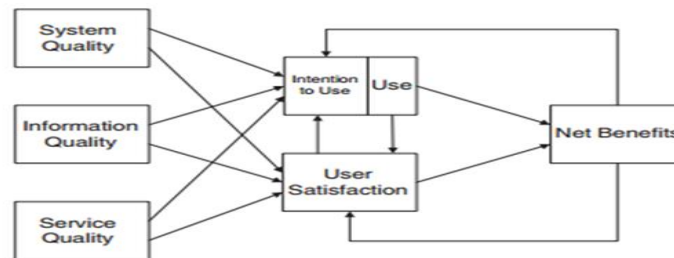 System
Quality
Intention
to Use
Use
Information
Quality
Net Benefits
User
Satisfaction
Service
Quality